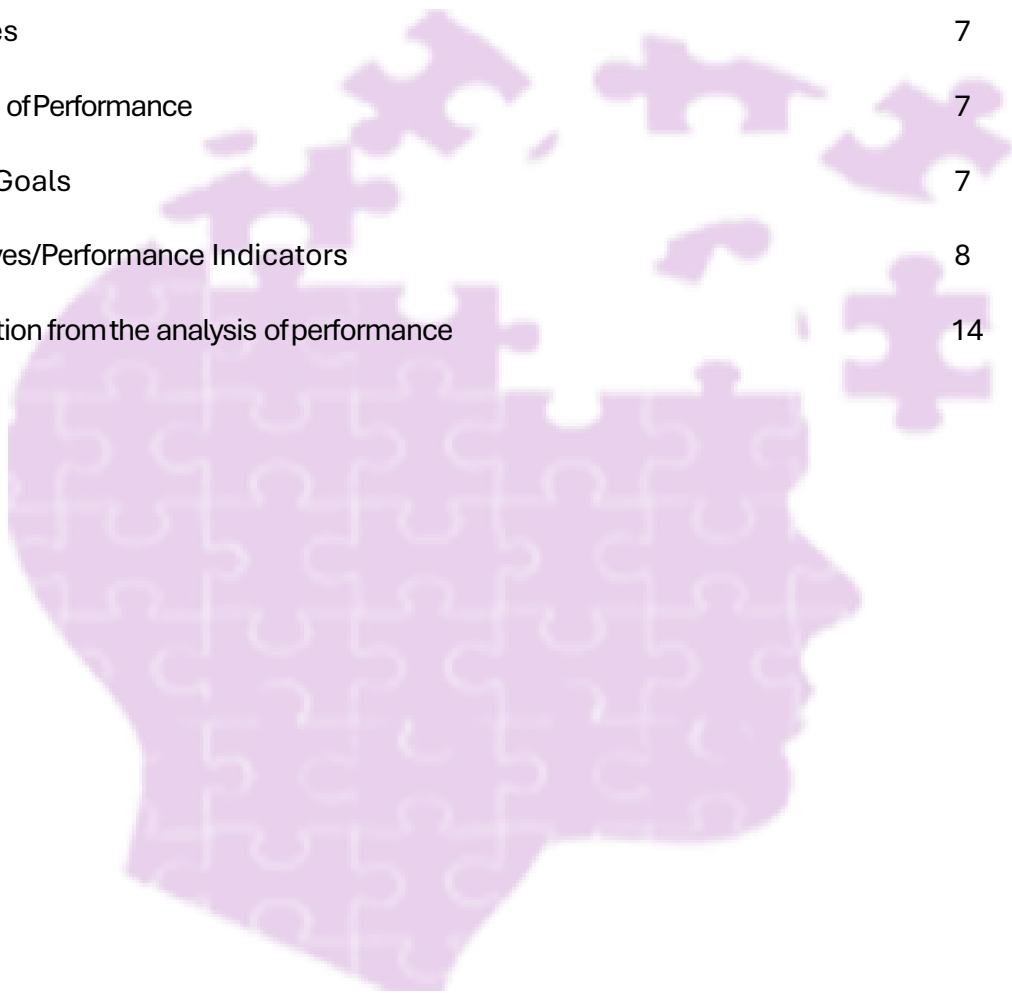 es 7
of Performance 7
Goals 7
ves/Performance Indicators 8
tion from the analysis of performance 14